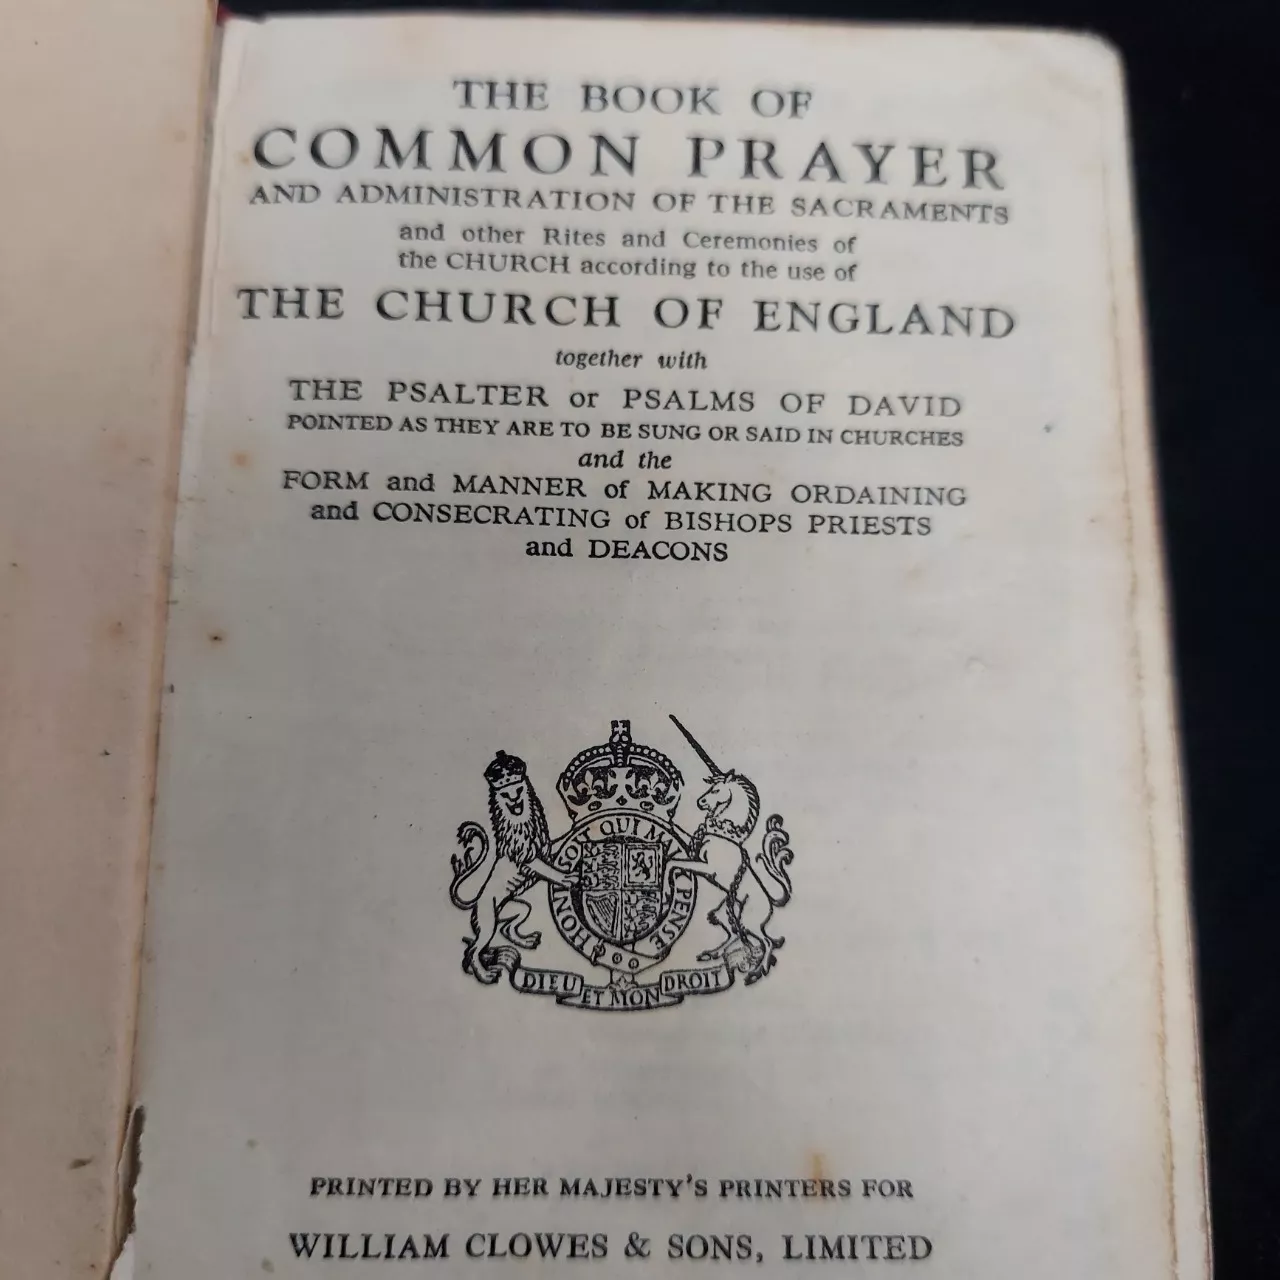 THE BOOK OF
COMMON PRAYER
AND ADMINISTRATION OF THE SACRAMENTS
and other Rites and Ceremonies of
the CHURCH according to the use of
THE CHURCH OF ENGLAND
together with
THE PSALTER or PSALMS OF DAVID
POINTED AS THEY ARE TO BE SUNG OR SAID IN CHURCHES
and the
FORM and MANNER of MAKING ORDAINING
and CONSECRATING of BISHOPS PRIESTS
and DEACONS
HONI SOIT QUI MAL Y PENSE
DIEU ET MON DROIT
PRINTED BY HER MAJESTY'S PRINTERS FOR
WILLIAM CLOWES & SONS, LIMITED